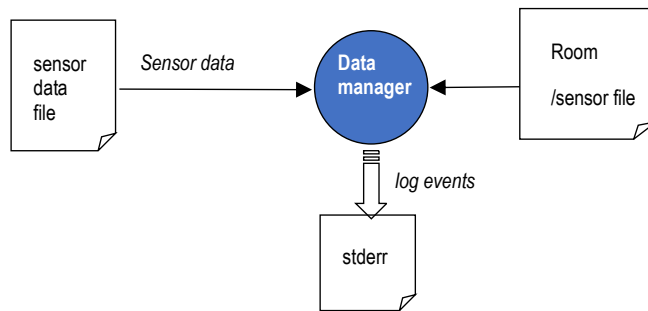 sensor
data
file
Sensor data
Data
manager
Room
/sensor file
log events
stderr